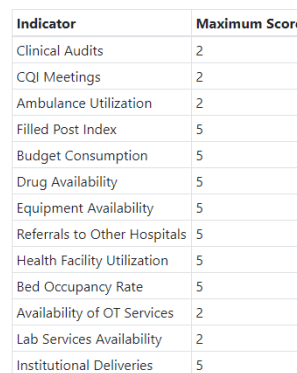 Indicator Maximum Score
Clinical Audits 2
CQI Meetings 2
Ambulance Utilization 2
Filled Post Index 5
Budget Consumption 5
Drug Availability 5
Equipment Availability 5
Referrals to Other Hospitals 5
Health Facility Utilization 5
Bed Occupancy Rate 5
Availability of OT Services 2
Lab Services Availability 2
Institutional Deliveries 5